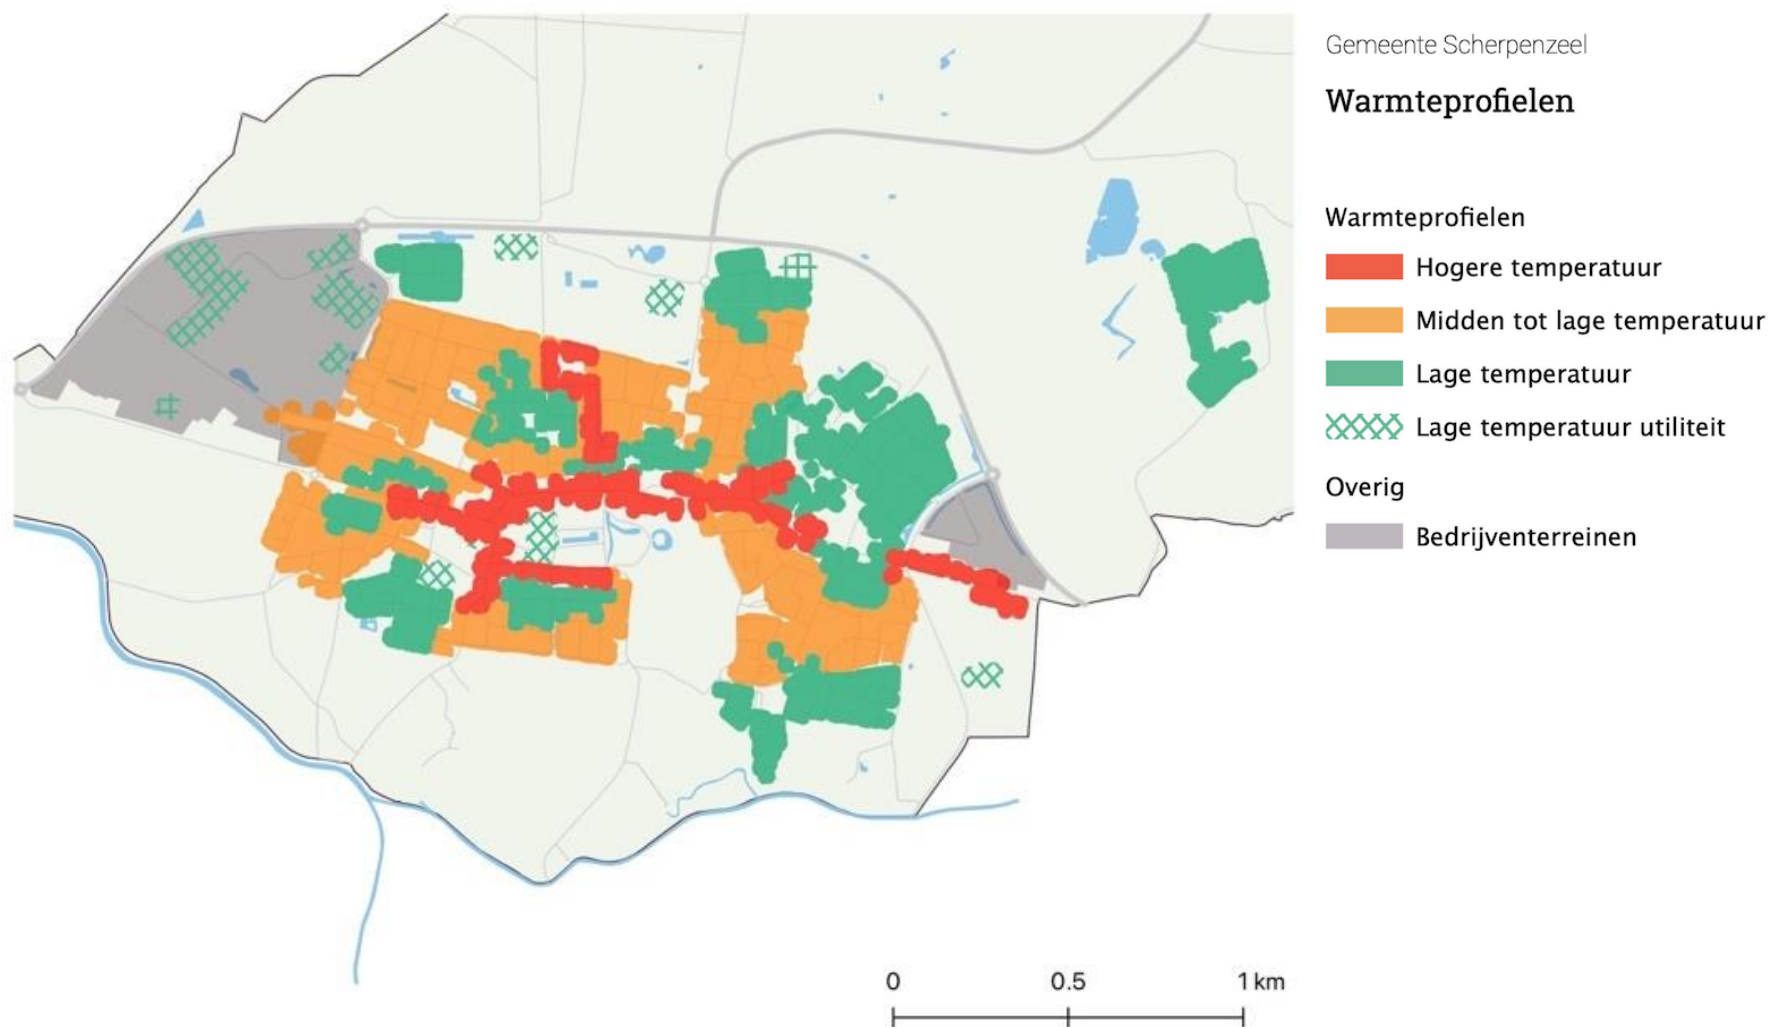 Gemeente Scherpenzeel
Warmteprofielen
Warmteprofielen
Hogere temperatuur
Midden tot lage temperatuur
Lage temperatuur
Lage temperatuur utiliteit
Overig
Bedrijventerreinen
0 0.5 1 km